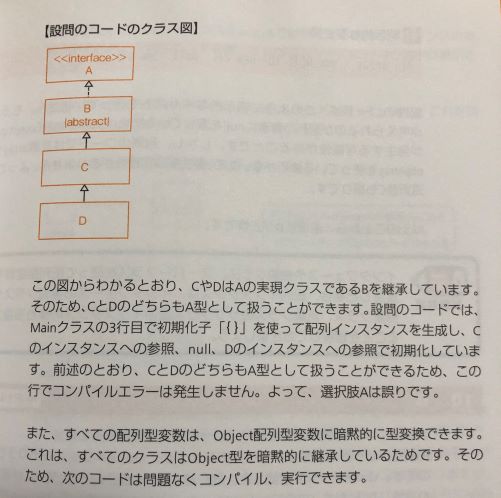 【設問のコードのクラス図】
<<interface>>
A
B
|abstract|
C
D
この図からわかるとおり、CやDはAの実現クラスであるBを継承しています。
そのため、CとDのどちらもA型として扱うことができます。設問のコードでは、
Mainクラスの3行目で初期化子「{}」を使って配列インスタンスを生成し、C
のインスタンスへの参照、null、Dのインスタンスへの参照で初期化していま
す。前述のとおり、CとDのどちらもA型として扱うことができるため、この
行でコンパイルエラーは発生しません。よって、選択肢Aは誤りです。
また、すべての配列型変数は、Object配列型変数に暗黙的に型変換できます。
これは、すべてのクラスはObject型を暗黙的に継承しているためです。その
ため、次のコードは問題なくコンパイル、実行できます。